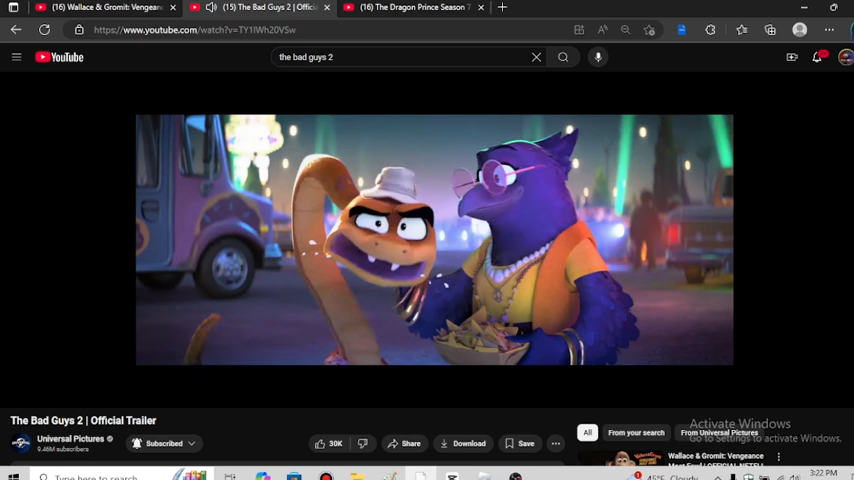 (16) Wallace & Gromit: Vengeanc
(15) The Bad Guys 2 | Offici
(16) The Dragon Prince Season 7
https://www.youtube.com/watch?v=TY1IWh20VSw
YouTube
the bad guys 2
The Bad Guys 2 | Official Trailer
Universal Pictures
9.46M subscribers
Subscribed
30K
Share
Download
Save
All
From your search
From Universal Pictures
Activate Windows
Go to Settings to activate Windows.
Wallace & Gromit: Vengeance
Type here to search
45°F Cloudy
3:22 PM